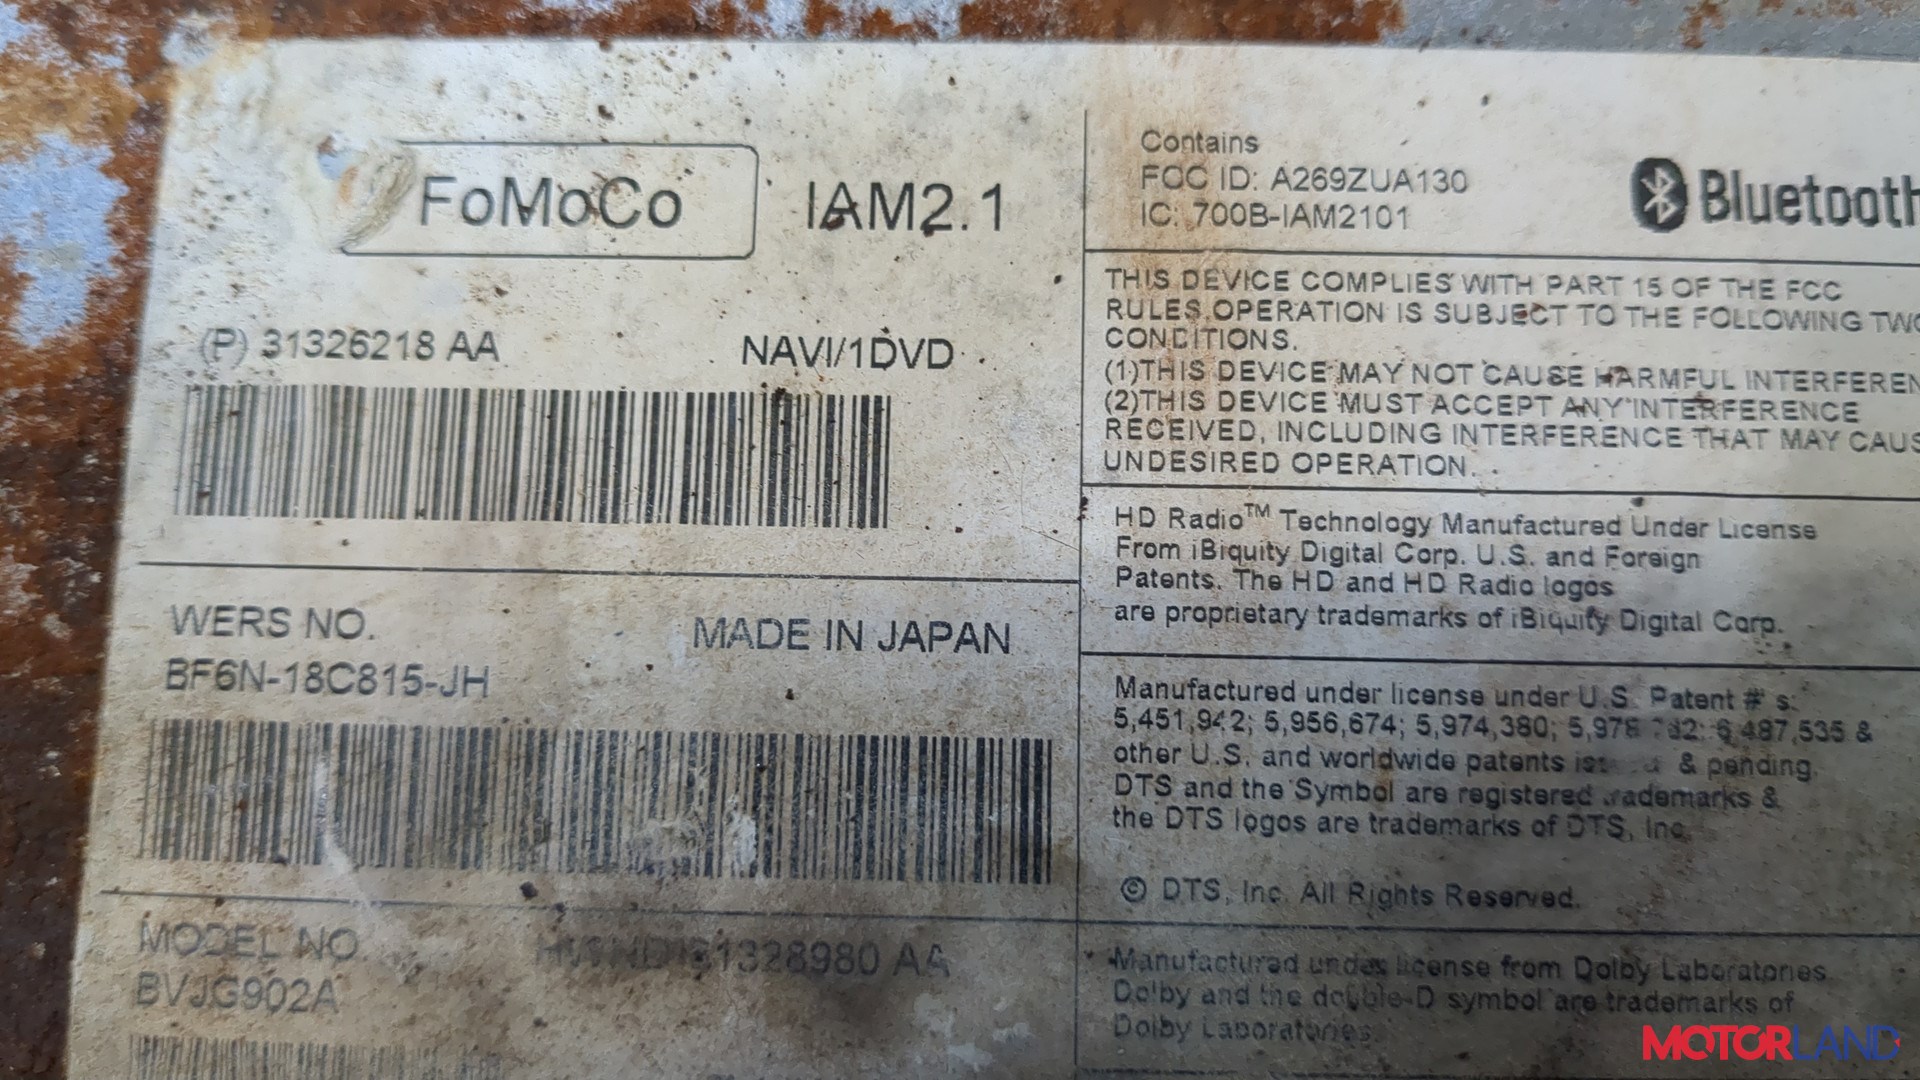 FoMoCo IAM2.1
(P) 31326218 AA NAVI/1DVD
WERS NO. MADE IN JAPAN
BF6N-18C815-JH
MODEL NO. 31328980 AA
BVJG902A
Contains
FCC ID: A269ZUA130
IC: 700B-IAM2101
Bluetooth
THIS DEVICE COMPLIES WITH PART 15 OF THE FCC
RULES.OPERATION IS SUBJECT TO THE FOLLOWING TWO
CONDITIONS.
(1)THIS DEVICE MAY NOT CAUSE HARMFUL INTERFEREN
(2)THIS DEVICE MUST ACCEPT ANY INTERFERENCE
RECEIVED, INCLUDING INTERFERENCE THAT MAY CAUS
UNDESIRED OPERATION.
HD Radio™ Technology Manufactured Under License
From iBiquity Digital Corp. U.S. and Foreign
Patents. The HD and HD Radio logos
are proprietary trademarks of iBiquity Digital Corp.
Manufactured under license under U.S. Patent # s:
5,451,942; 5,956,674; 5,974,380; 6,487,535 &
other U.S. and worldwide patents & pending.
DTS and the Symbol are registered trademarks &
the DTS logos are trademarks of DTS, Inc.
© DTS, Inc. All Rights Reserved.
Manufactured under license from Dolby Laboratories.
Dolby and the double-D symbol are trademarks of
Dolby Laboratories.
MOTORLAND